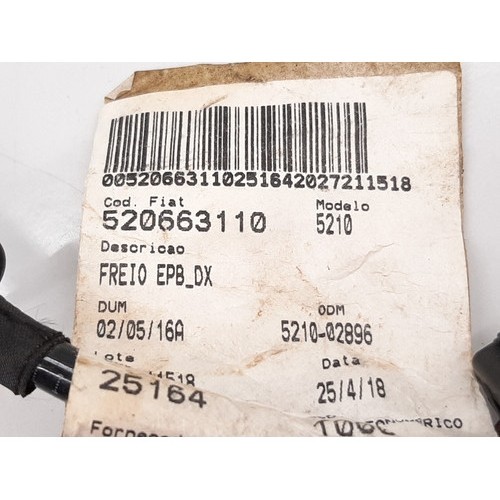 00520663110251642027211518
Cod. Fiat Modelo
520663110 5210
Descricao
FREIO EPB_DX
DUM ODM
02/05/16A 5210-02896
Lote Data
25164 25/4/18